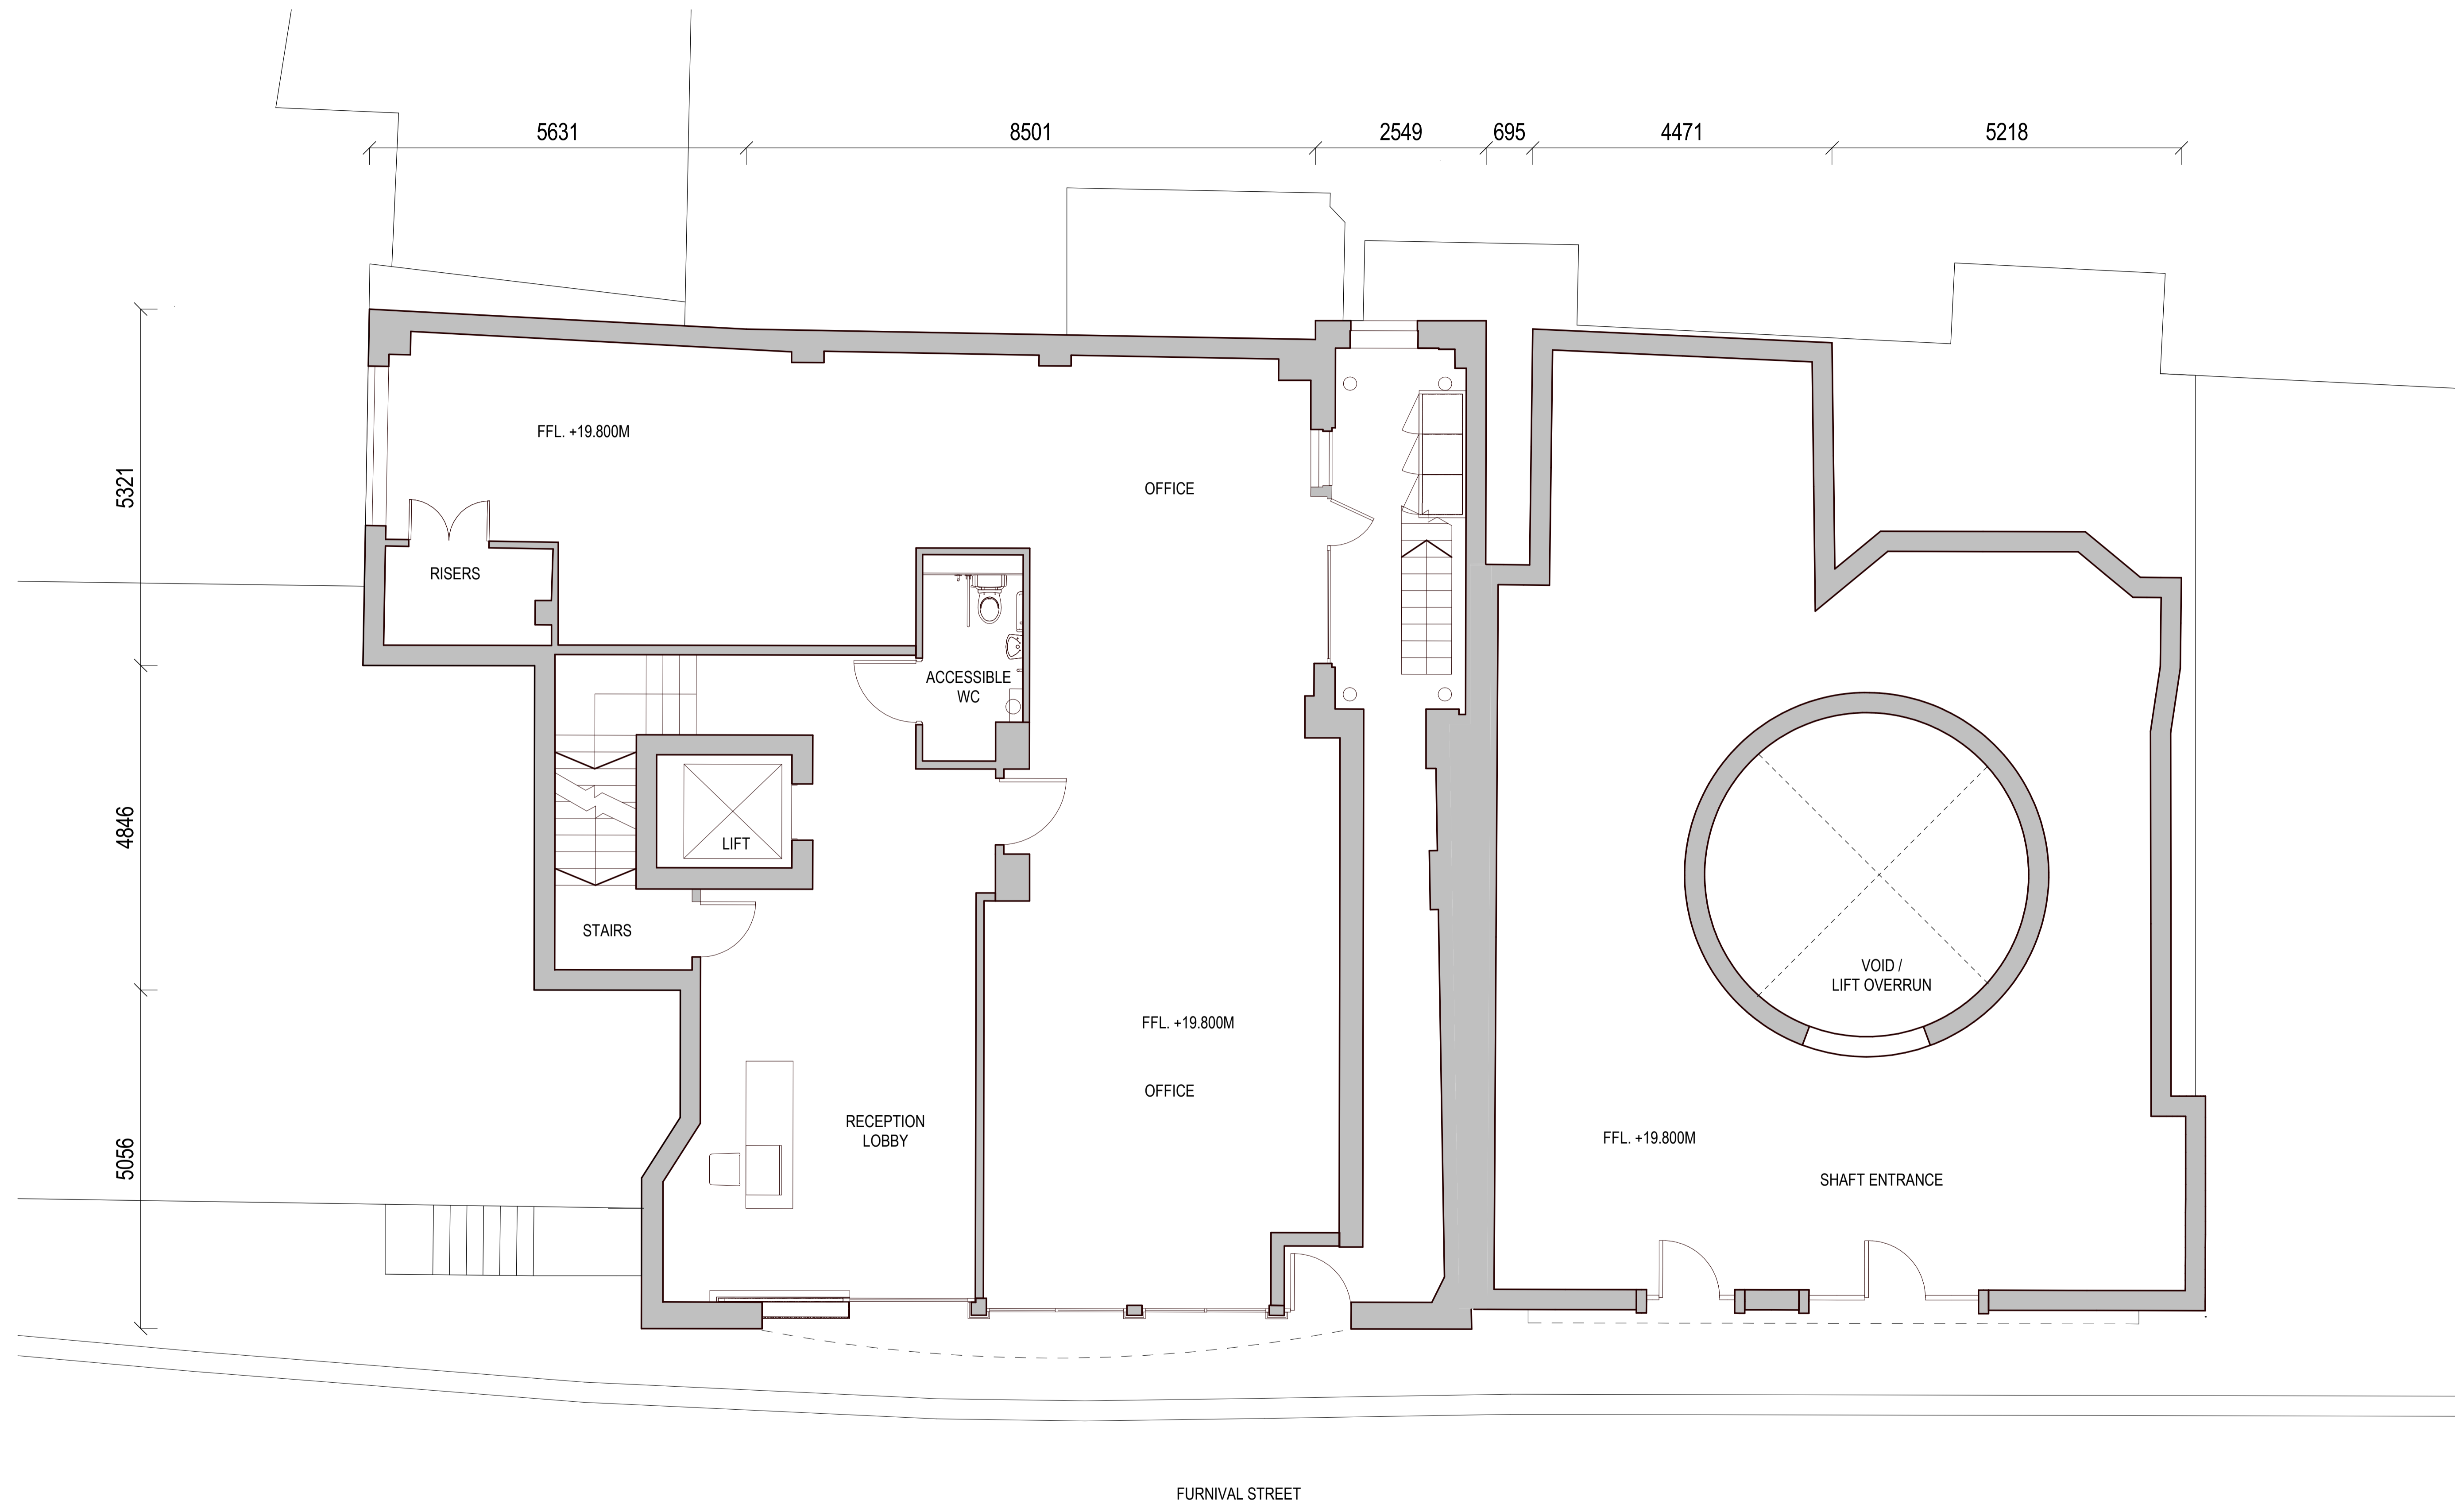 5631
8501
2549
695
4471
5218
FFL. +19.800M
5321
OFFICE
RISERS
ACCESSIBLE
WC
4846
LIFT
STAIRS
VOID /
LIFT OVERRUN
FFL. +19.800M
OFFICE
RECEPTION
LOBBY
5056
FFL. +19.800M
SHAFT ENTRANCE
FURNIVAL STREET